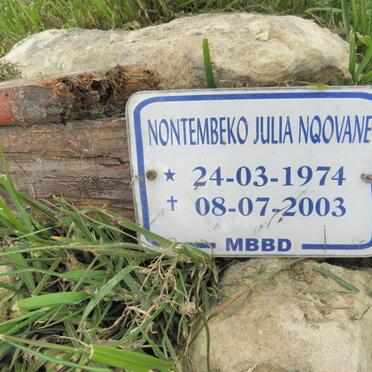 NONTEMBEKO JULIA NQOVANE
★ 24-03-1974
✝ 08-07-2003
MBBD